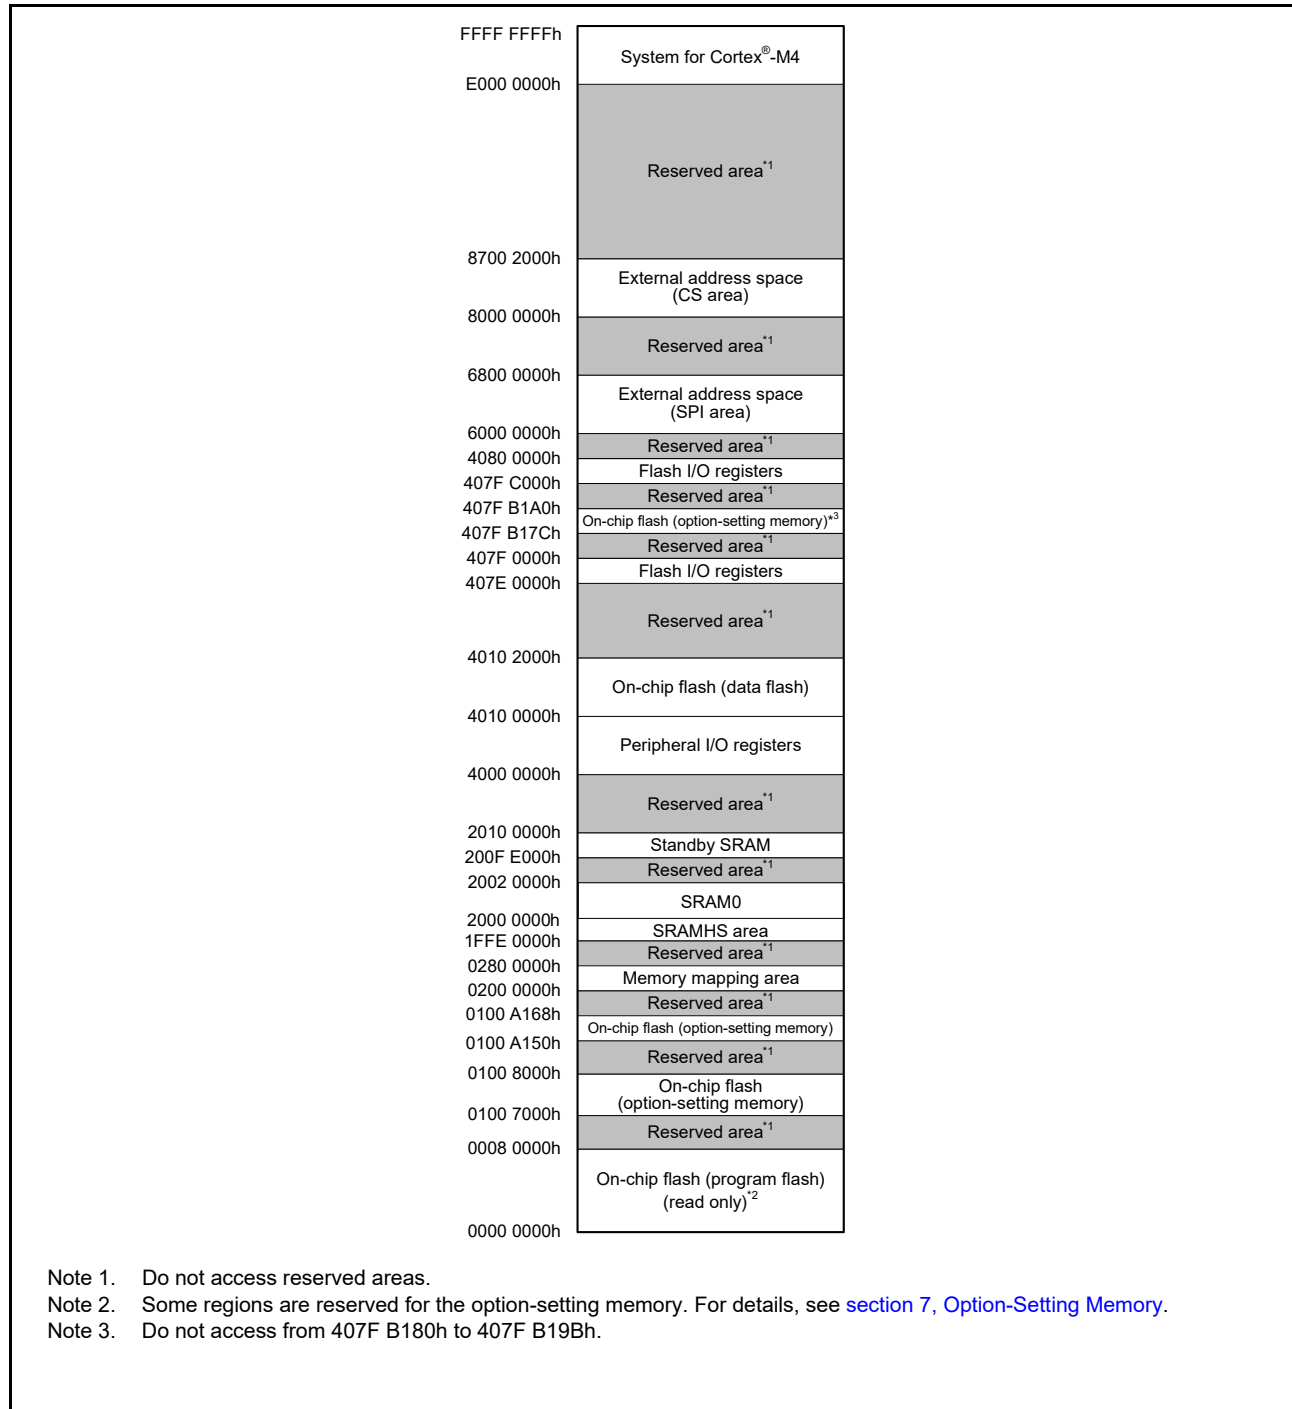 FFFF FFFFh
System for Cortex®-M4
E000 0000h
Reserved area*1
8700 2000h
External address space
(CS area)
8000 0000h
Reserved area*1
6800 0000h
External address space
(SPI area)
6000 0000h
Reserved area*1
4080 0000h
Flash I/O registers
407F C000h
Reserved area*1
407F B1A0h
On-chip flash (option-setting memory)*3
407F B17Ch
Reserved area*1
407F 0000h
Flash I/O registers
407E 0000h
Reserved area*1
4010 2000h
On-chip flash (data flash)
4010 0000h
Peripheral I/O registers
4000 0000h
Reserved area*1
2010 0000h
Standby SRAM
200F E000h
Reserved area*1
2002 0000h
SRAM0
2000 0000h
SRAMHS area
1FFE 0000h
Reserved area*1
0280 0000h
Memory mapping area
0200 0000h
Reserved area*1
0100 A168h
On-chip flash (option-setting memory)
0100 A150h
Reserved area*1
0100 8000h
On-chip flash
(option-setting memory)
0100 7000h
Reserved area*1
0008 0000h
On-chip flash (program flash)
(read only)*2
0000 0000h
Note 1. Do not access reserved areas.
Note 2. Some regions are reserved for the option-setting memory. For details, see section 7, Option-Setting Memory.
Note 3. Do not access from 407F B180h to 407F B19Bh.